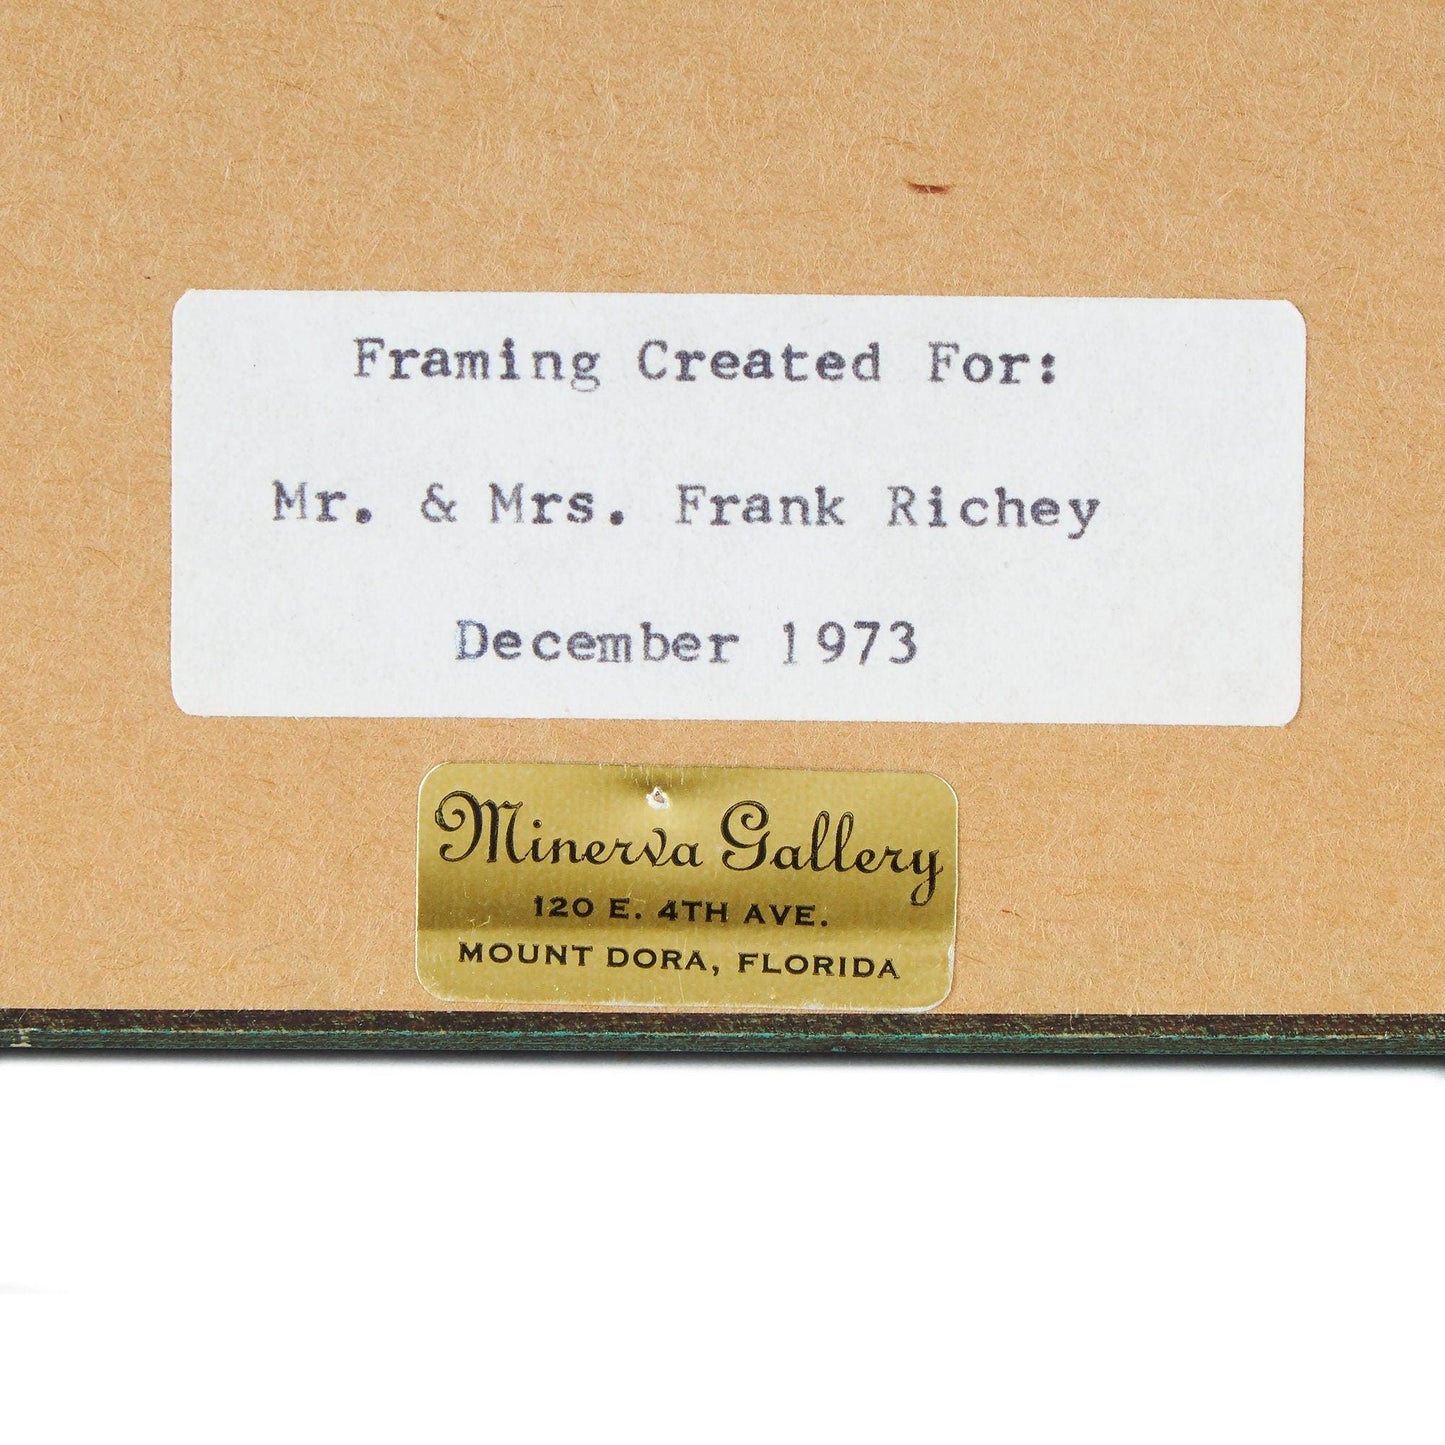 Framing Created For:
Mr. & Mrs. Frank Richey
December 1973
Minerva Gallery
120 E. 4TH AVE.
MOUNT DORA, FLORIDA